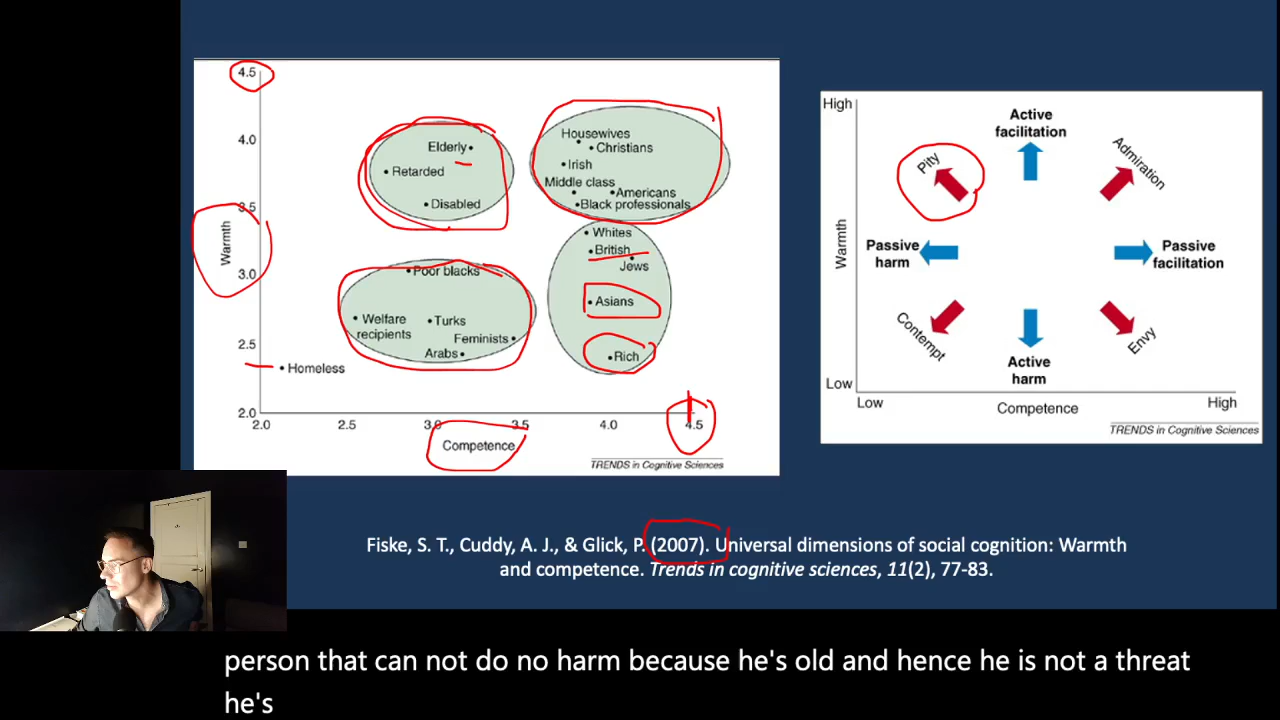 4.5
4.0
3.5
3.0
2.5
2.0
Warmth
Elderly
Retarded
Disabled
Housewives
Christians
Irish
Middle class
Americans
Black professionals
Whites
British
Jews
Asians
Rich
Poor blacks
Welfare
recipients
Turks
Feminists
Arabs
Homeless
2.0 2.5 3.0 3.5 4.0 4.5
Competence
TRENDS in Cognitive Sciences
High
Active
facilitation
Pity
Admiration
Warmth
Passive
harm
Passive
facilitation
Contempt
Envy
Active
harm
Low
Low
Competence
High
TRENDS in Cognitive Sciences
Fiske, S. T., Cuddy, A. J., & Glick, P. (2007). Universal dimensions of social cognition: Warmth
and competence. Trends in cognitive sciences, 11(2), 77-83.
person that can not do no harm because he's old and hence he is not a threat
he's